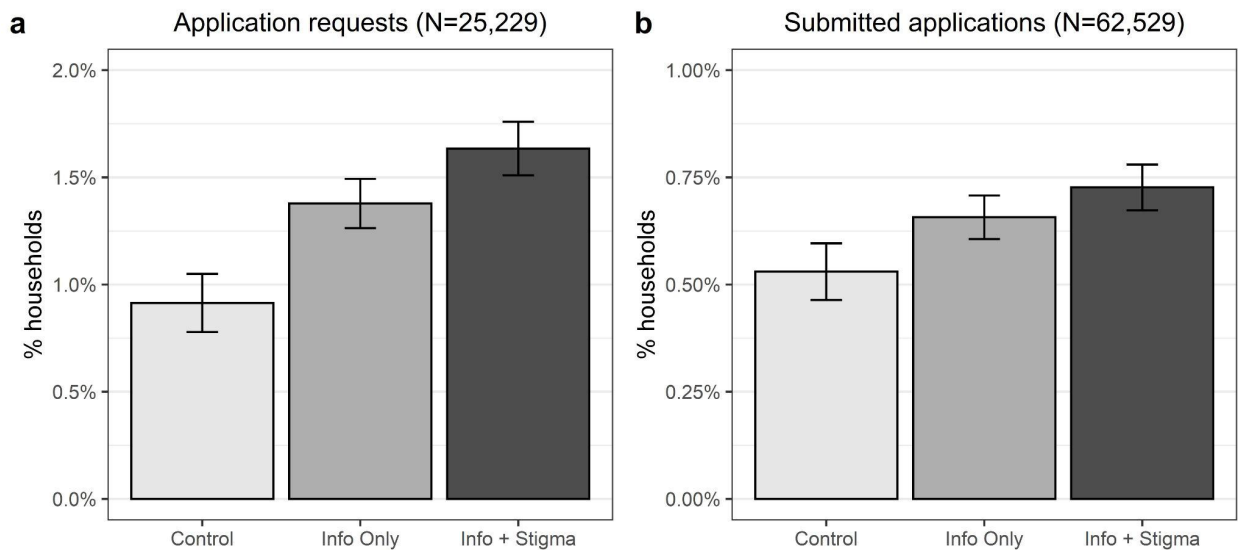 a
Application requests (N=25,229)
% households
2.0%
1.5%
1.0%
0.5%
0.0%
Control
Info Only
Info + Stigma
b
Submitted applications (N=62,529)
% households
1.00%
0.75%
0.50%
0.25%
0.00%
Control
Info Only
Info + Stigma